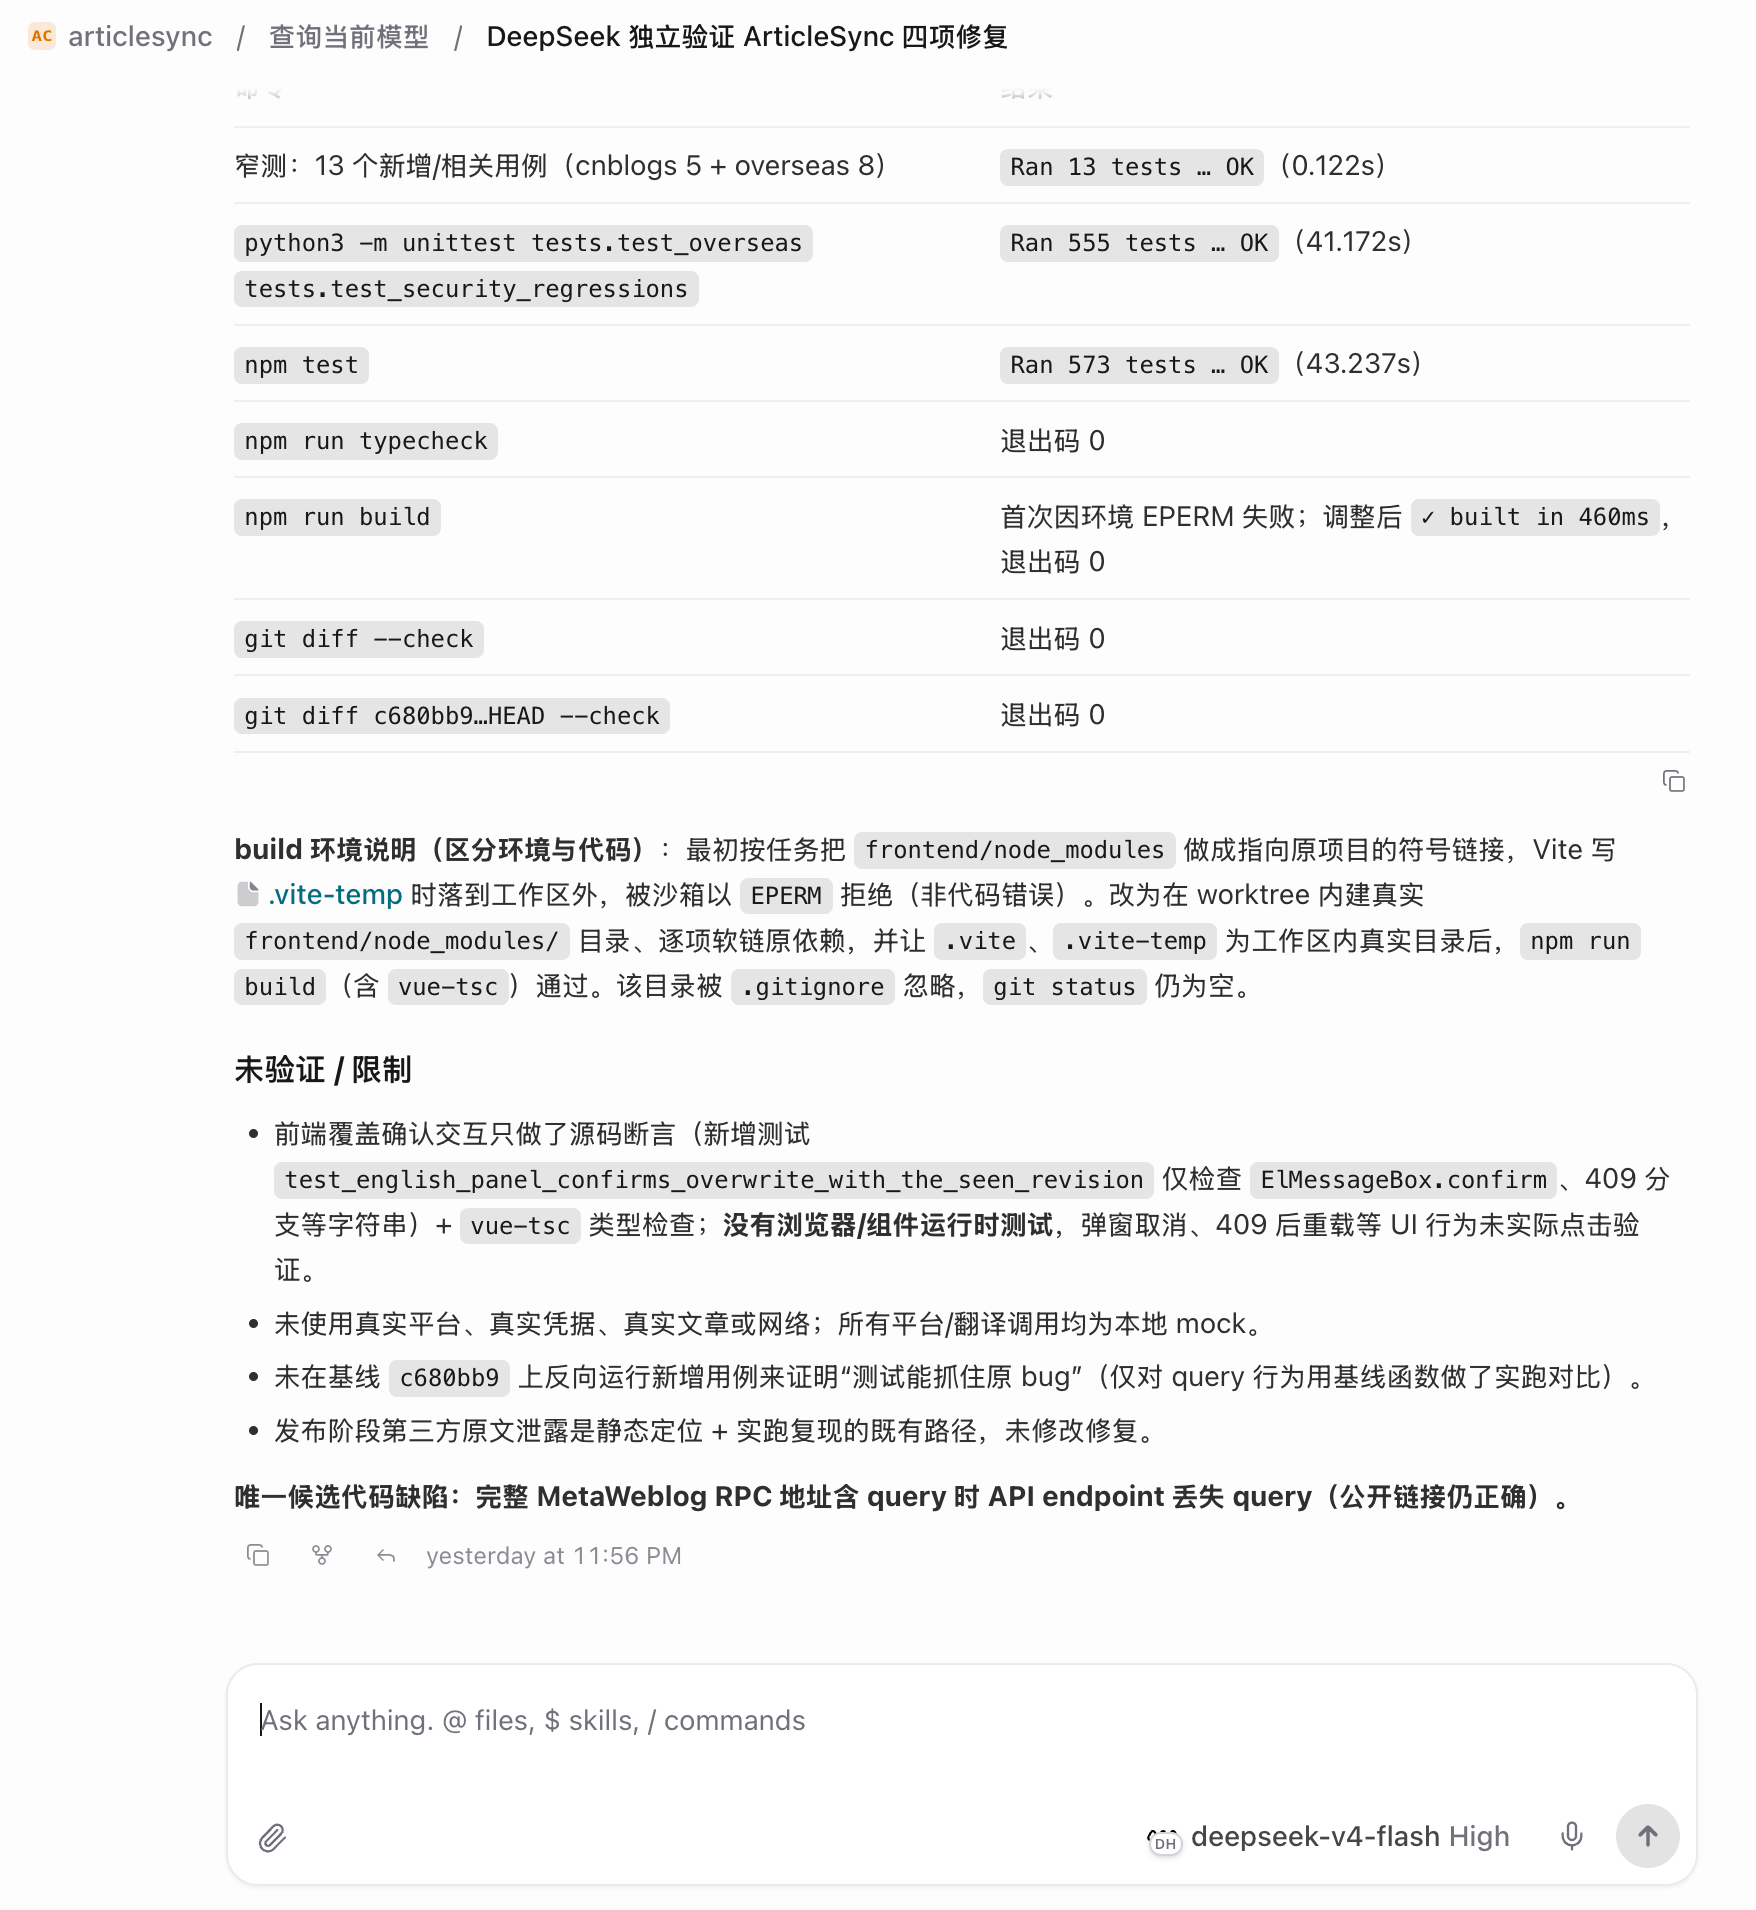 AC articlesync / 查询当前模型 / DeepSeek 独立验证 ArticleSync 四项修复
命令 结果
窄测：13 个新增/相关用例（cnblogs 5 + overseas 8） Ran 13 tests … OK （0.122s）
python3 -m unittest tests.test_overseas Ran 555 tests … OK （41.172s）
tests.test_security_regressions
npm test Ran 573 tests … OK （43.237s）
npm run typecheck 退出码 0
npm run build 首次因环境 EPERM 失败；调整后 ✓ built in 460ms，
退出码 0
git diff --check 退出码 0
git diff c680bb9…HEAD --check 退出码 0
build 环境说明（区分环境与代码）：最初按任务把 frontend/node_modules 做成指向原项目的符号链接，Vite 写
.vite-temp 时落到工作区外，被沙箱以 EPERM 拒绝（非代码错误）。改为在 worktree 内建真实
frontend/node_modules/ 目录、逐项软链原依赖，并让 .vite、.vite-temp 为工作区内真实目录后，npm run
build（含 vue-tsc）通过。该目录被 .gitignore 忽略，git status 仍为空。
未验证 / 限制
• 前端覆盖确认交互只做了源码断言（新增测试
test_english_panel_confirms_overwrite_with_the_seen_revision 仅检查 ElMessageBox.confirm、409 分
支等字符串）+ vue-tsc 类型检查；没有浏览器/组件运行时测试，弹窗取消、409 后重载等 UI 行为未实际点击验
证。
• 未使用真实平台、真实凭据、真实文章或网络；所有平台/翻译调用均为本地 mock。
• 未在基线 c680bb9 上反向运行新增用例来证明“测试能抓住原 bug”（仅对 query 行为用基线函数做了实跑对比）。
• 发布阶段第三方原文泄露是静态定位 + 实跑复现的既有路径，未修改修复。
唯一候选代码缺陷：完整 MetaWeblog RPC 地址含 query 时 API endpoint 丢失 query（公开链接仍正确）。
yesterday at 11:56 PM
Ask anything. @ files, $ skills, / commands
DH deepseek-v4-flash High